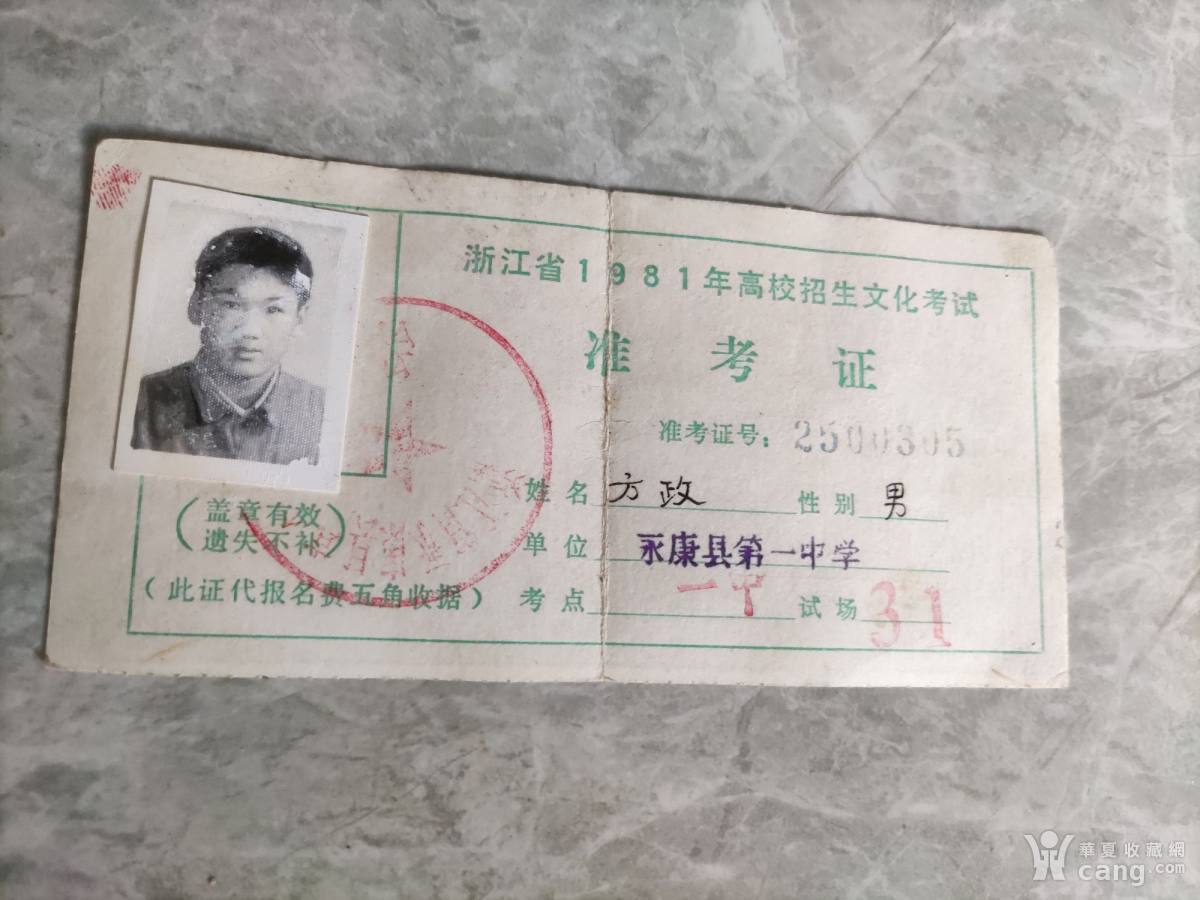 浙江省1981年高校招生文化考试
准考证
准考证号：2500305
姓名 方政 性别 男
单位 永康县第一中学
考点 一中 试场 31
（盖章有效
遗失不补）
（此证代报名费五角收据）
華夏收藏網
cang.com